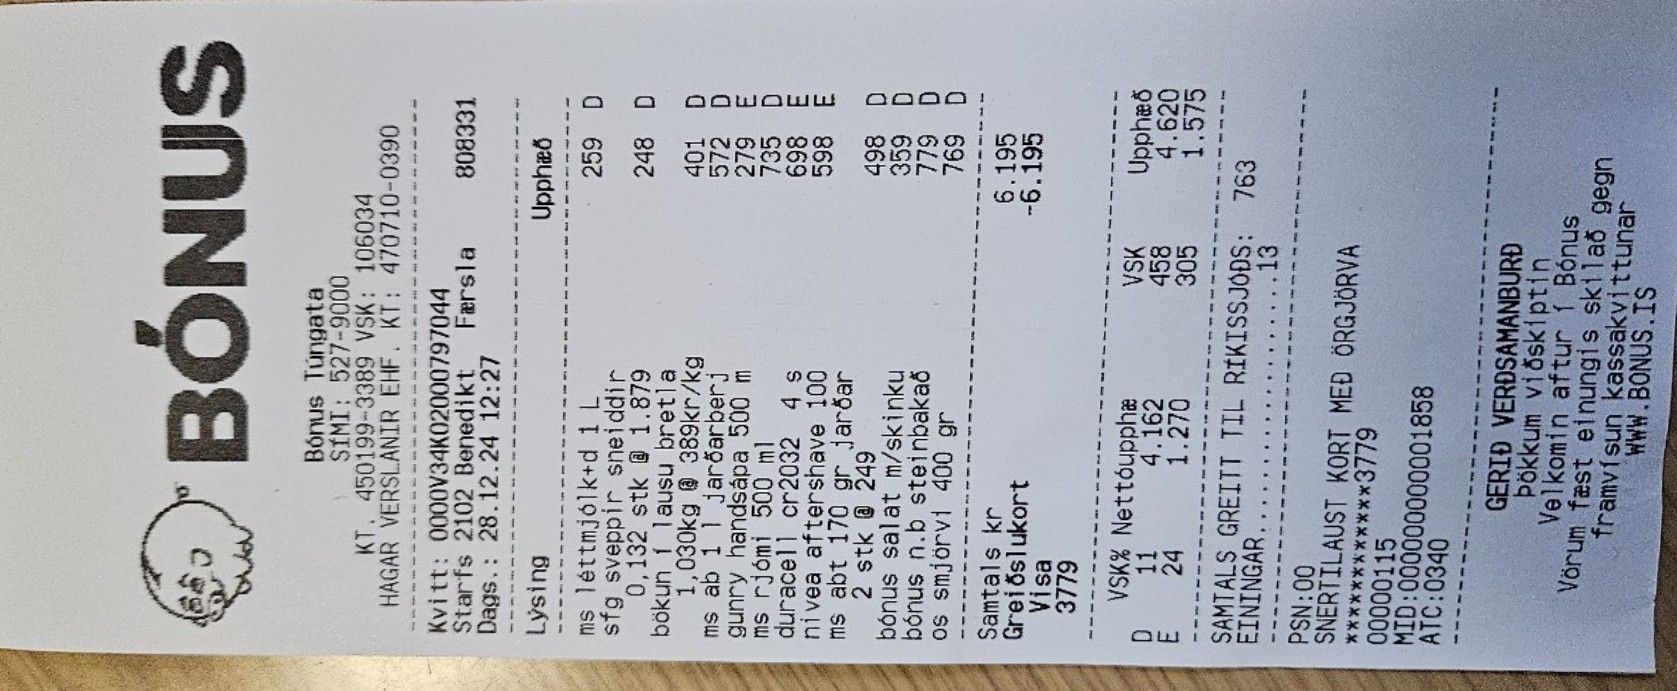 BÓNUS
Bónus Túngata
SÍMI: 527-9000
KT. 450199-3389 VSK: 106034
HAGAR VERSLANIR EHF. KT: 470710-0390
Kvitt: 0000V34K02000797044
Starfs 2102 Benedikt Færsla 808331
Dags.: 28.12.24 12:27
Lýsing Upphæð
ms léttmjólk+d 1 L 259 D
sfg sveppir sneiddir
0,132 stk @ 1.879 248 D
bökun í lausu bretla
1,030kg @ 389kr/kg 401 D
ms ab 1 l jarðarberj 572 D
gunry handsápa 500 m 279 E
ms rjómi 500 ml 735 D
duracell cr2032 4 s 698 E
nivea aftershave 100 598 E
ms abt 170 gr jarðar
2 stk @ 249 498 D
bónus salat m/skinku 359 D
bónus n.b steinbakað 779 D
os smjörvi 400 gr 769 D
Samtals kr 6.195
Greiðslukort -6.195
Visa
3779
VSK% Nettóupphæ VSK Upphæð
D 11 4.162 458 4.620
E 24 1.270 305 1.575
SAMTALS GREITT TIL RIKISSJOÐS: 763
EININGAR..........................13
PSN:00
SNERTILAUST KORT MEÐ ÖRGJÖRVA
************3779
00000115
MID:000000000001858
ATC:0340
GERIÐ VERÐSAMANBURÐ
Þökkum viðskiptin
Velkomin aftur í Bónus
Vörum fæst einungis skilað gegn
framvísun kassakvittunar
WWW.BONUS.IS